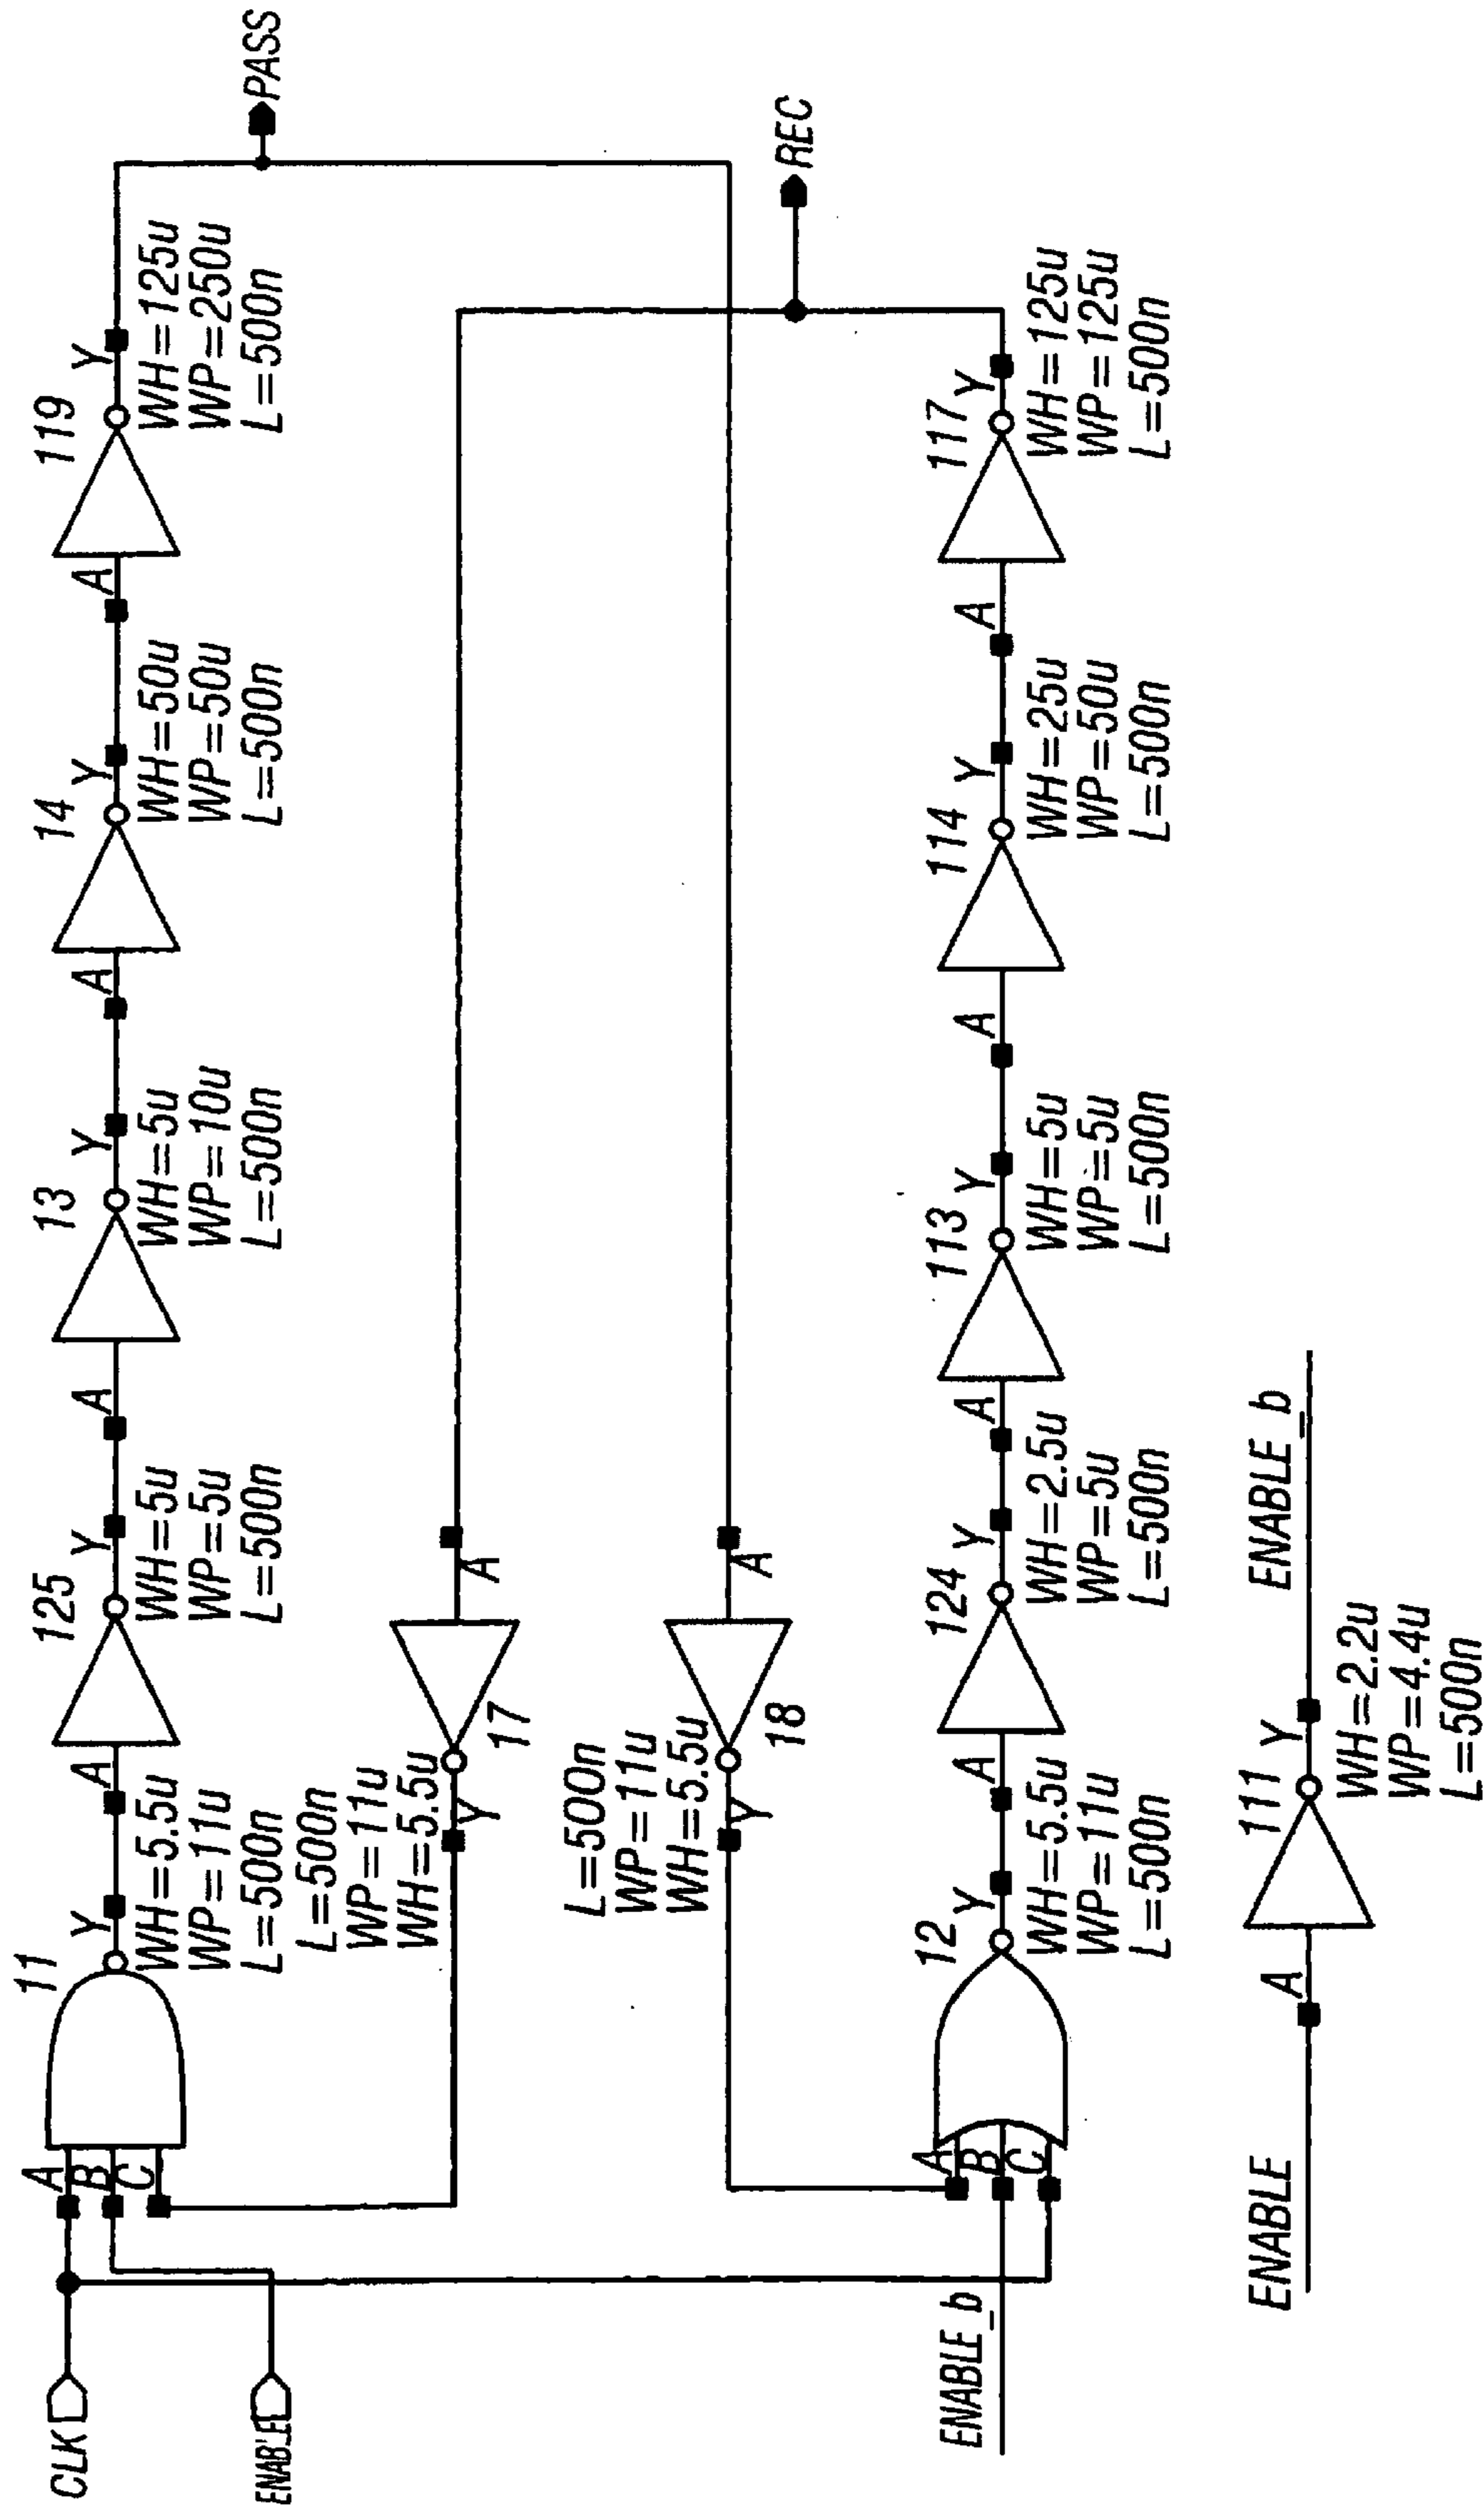 CLK
ENABLE
11
A
B
C
Y
WH=5.5u
WP=11u
L=500n
125
A
Y
WH=5u
WP=5u
L=500n
13
A
Y
WH=5u
WP=10u
L=500n
14
A
Y
WH=50u
WP=50u
L=500n
119
A
Y
WH=125u
WP=250u
L=500n
PASS
L=500n
WP=11u
WH=5.5u
Y
17
A
L=500n
WP=11u
WH=5.5u
Y
18
A
REC
ENABLE_b
12
A
B
C
Y
WH=5.5u
WP=11u
L=500n
124
A
Y
WH=2.5u
WP=5u
L=500n
113
A
Y
WH=5u
WP=5u
L=500n
114
A
Y
WH=25u
WP=50u
L=500n
117
A
Y
WH=125u
WP=125u
L=500n
ENABLE
A
111
Y
ENABLE_b
WH=2.2u
WP=4.4u
L=500n